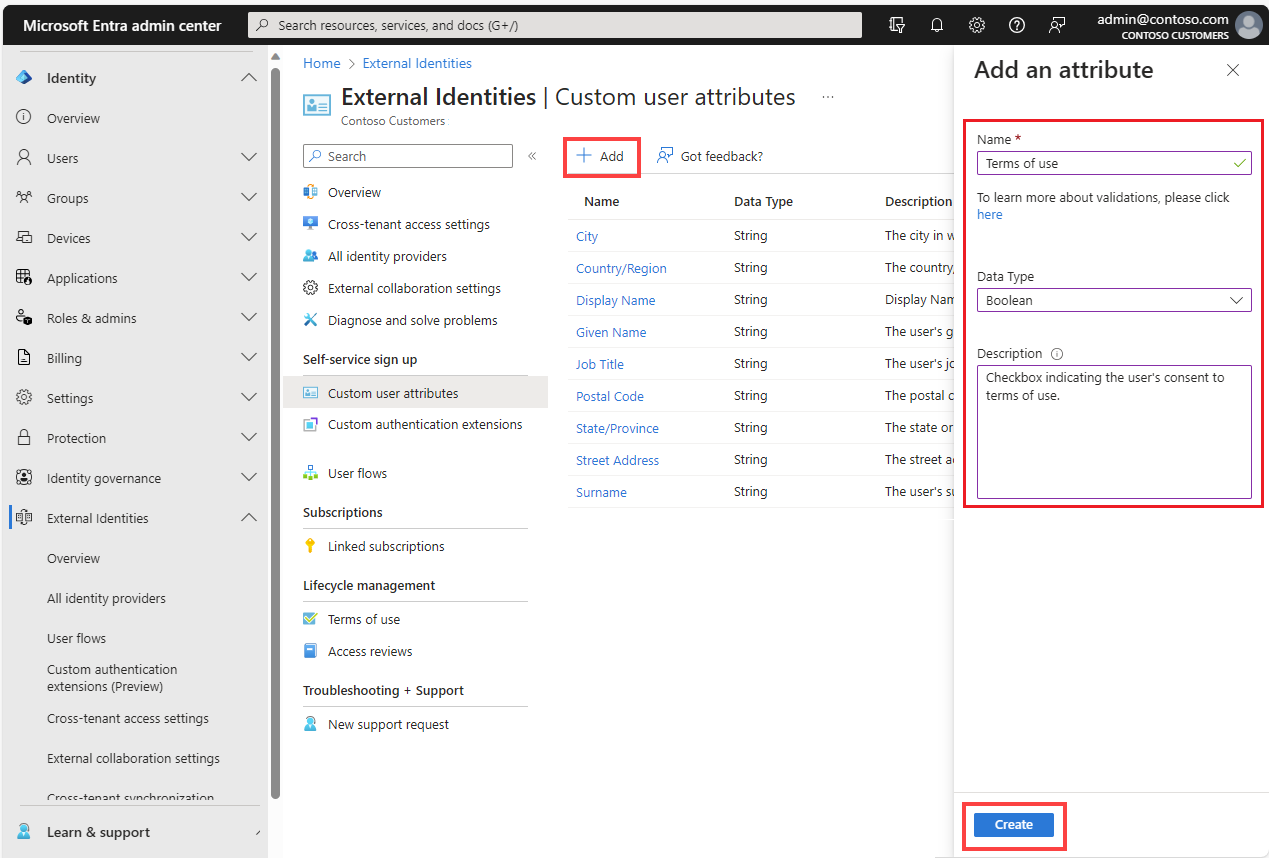 Microsoft Entra admin center
Search resources, services, and docs (G+/)
admin@contoso.com
CONTOSO CUSTOMERS
Identity
Overview
Users
Groups
Devices
Applications
Roles & admins
Billing
Settings
Protection
Identity governance
External Identities
Overview
All identity providers
User flows
Custom authentication
extensions (Preview)
Cross-tenant access settings
External collaboration settings
Cross-tenant synchronization
Learn & support
Home > External Identities
External Identities | Custom user attributes ...
Contoso Customers
Search «
Overview
Cross-tenant access settings
All identity providers
External collaboration settings
Diagnose and solve problems
Self-service sign up
Custom user attributes
Custom authentication extensions
User flows
Subscriptions
Linked subscriptions
Lifecycle management
Terms of use
Access reviews
Troubleshooting + Support
New support request
+ Add Got feedback?
Name Data Type Description
City String The city in w
Country/Region String The country,
Display Name String Display Nam
Given Name String The user's g
Job Title String The user's jo
Postal Code String The postal c
State/Province String The state or
Street Address String The street a
Surname String The user's su
Add an attribute
Name *
Terms of use
To learn more about validations, please click
here
Data Type
Boolean
Description
Checkbox indicating the user's consent to
terms of use.
Create